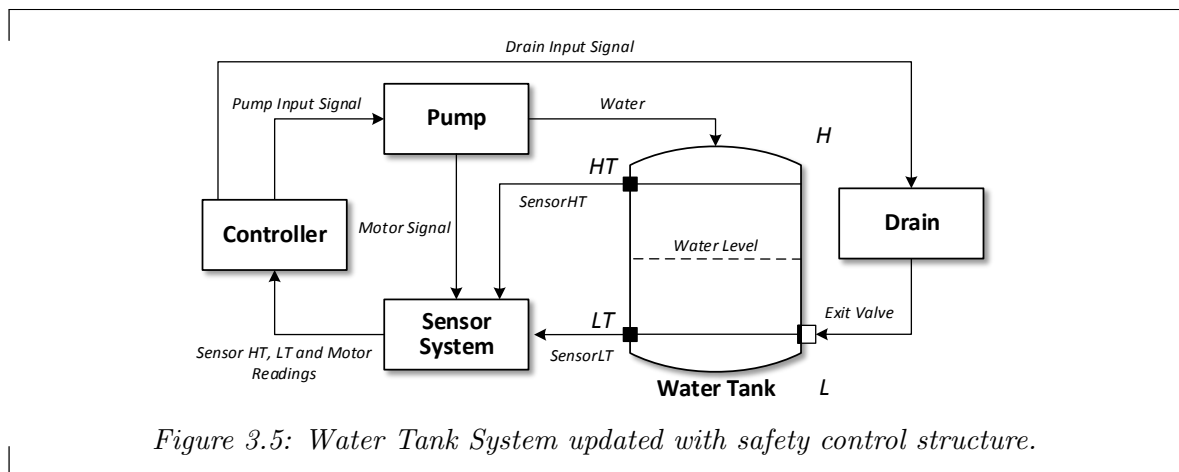 Drain Input Signal
Pump Input Signal
Pump
Water
H
HT
SensorHT
Controller
Motor Signal
Drain
Water Level
Sensor
System
LT
SensorLT
Exit Valve
Sensor HT, LT and Motor
Readings
Water Tank
L
Figure 3.5: Water Tank System updated with safety control structure.